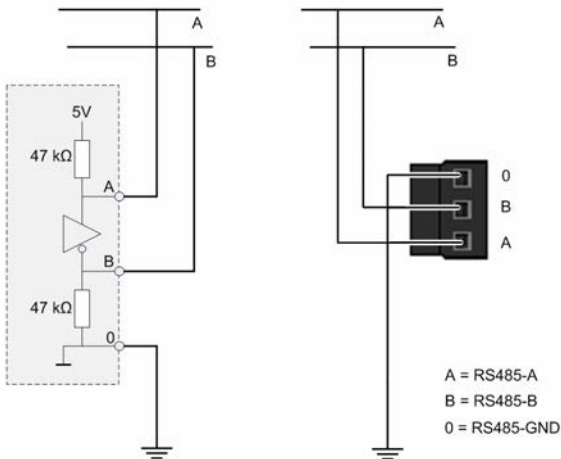 A
B
5V
47 kΩ
A
B
47 kΩ
0
A
B
0
B
A
A = RS485-A
B = RS485-B
0 = RS485-GND